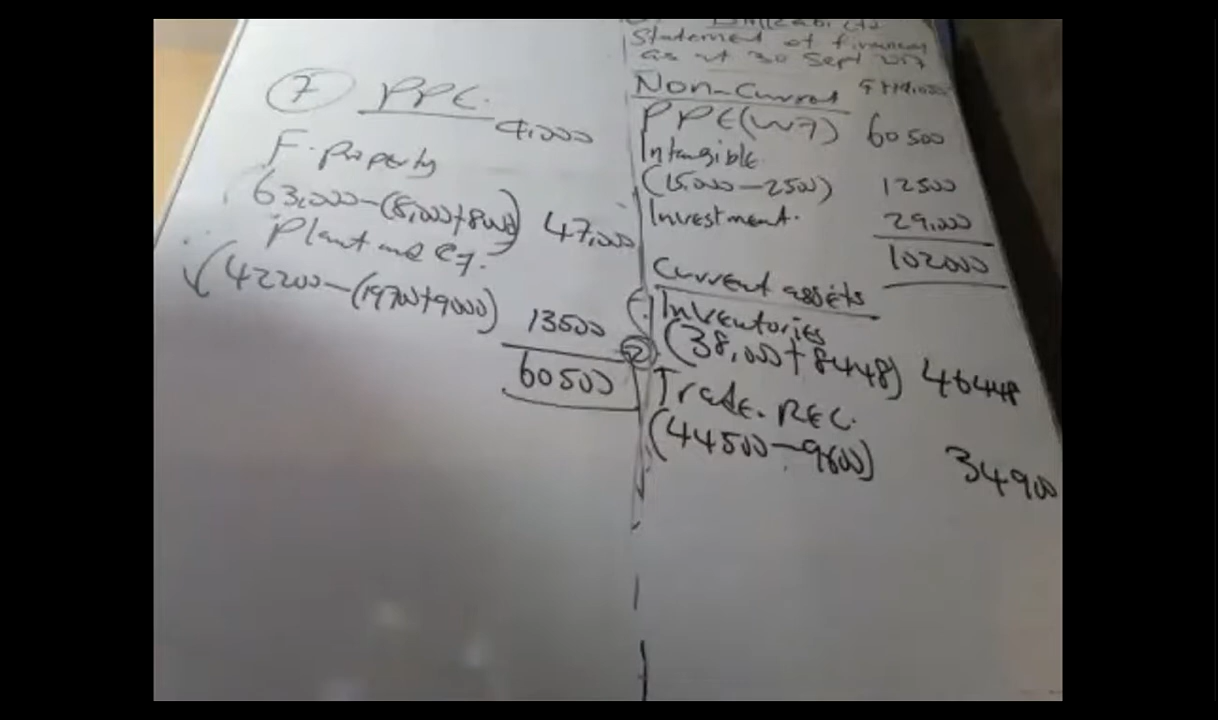 7 PPE.
₵,000
F. Property
63,000-(8,000+8000) 47,000
Plant and Eq.
(42200-(19700+9000) 13500
60500
Statement of financial
as at 30 Sept 2017
Non-Current
PPE(W7) 60500
Intangible
(15,000-2500) 12500
Investment. 29,000
102000
Current assets
Inventories
2 (38,000+8448) 46448
Trade. REC.
(44500-9600) 34900